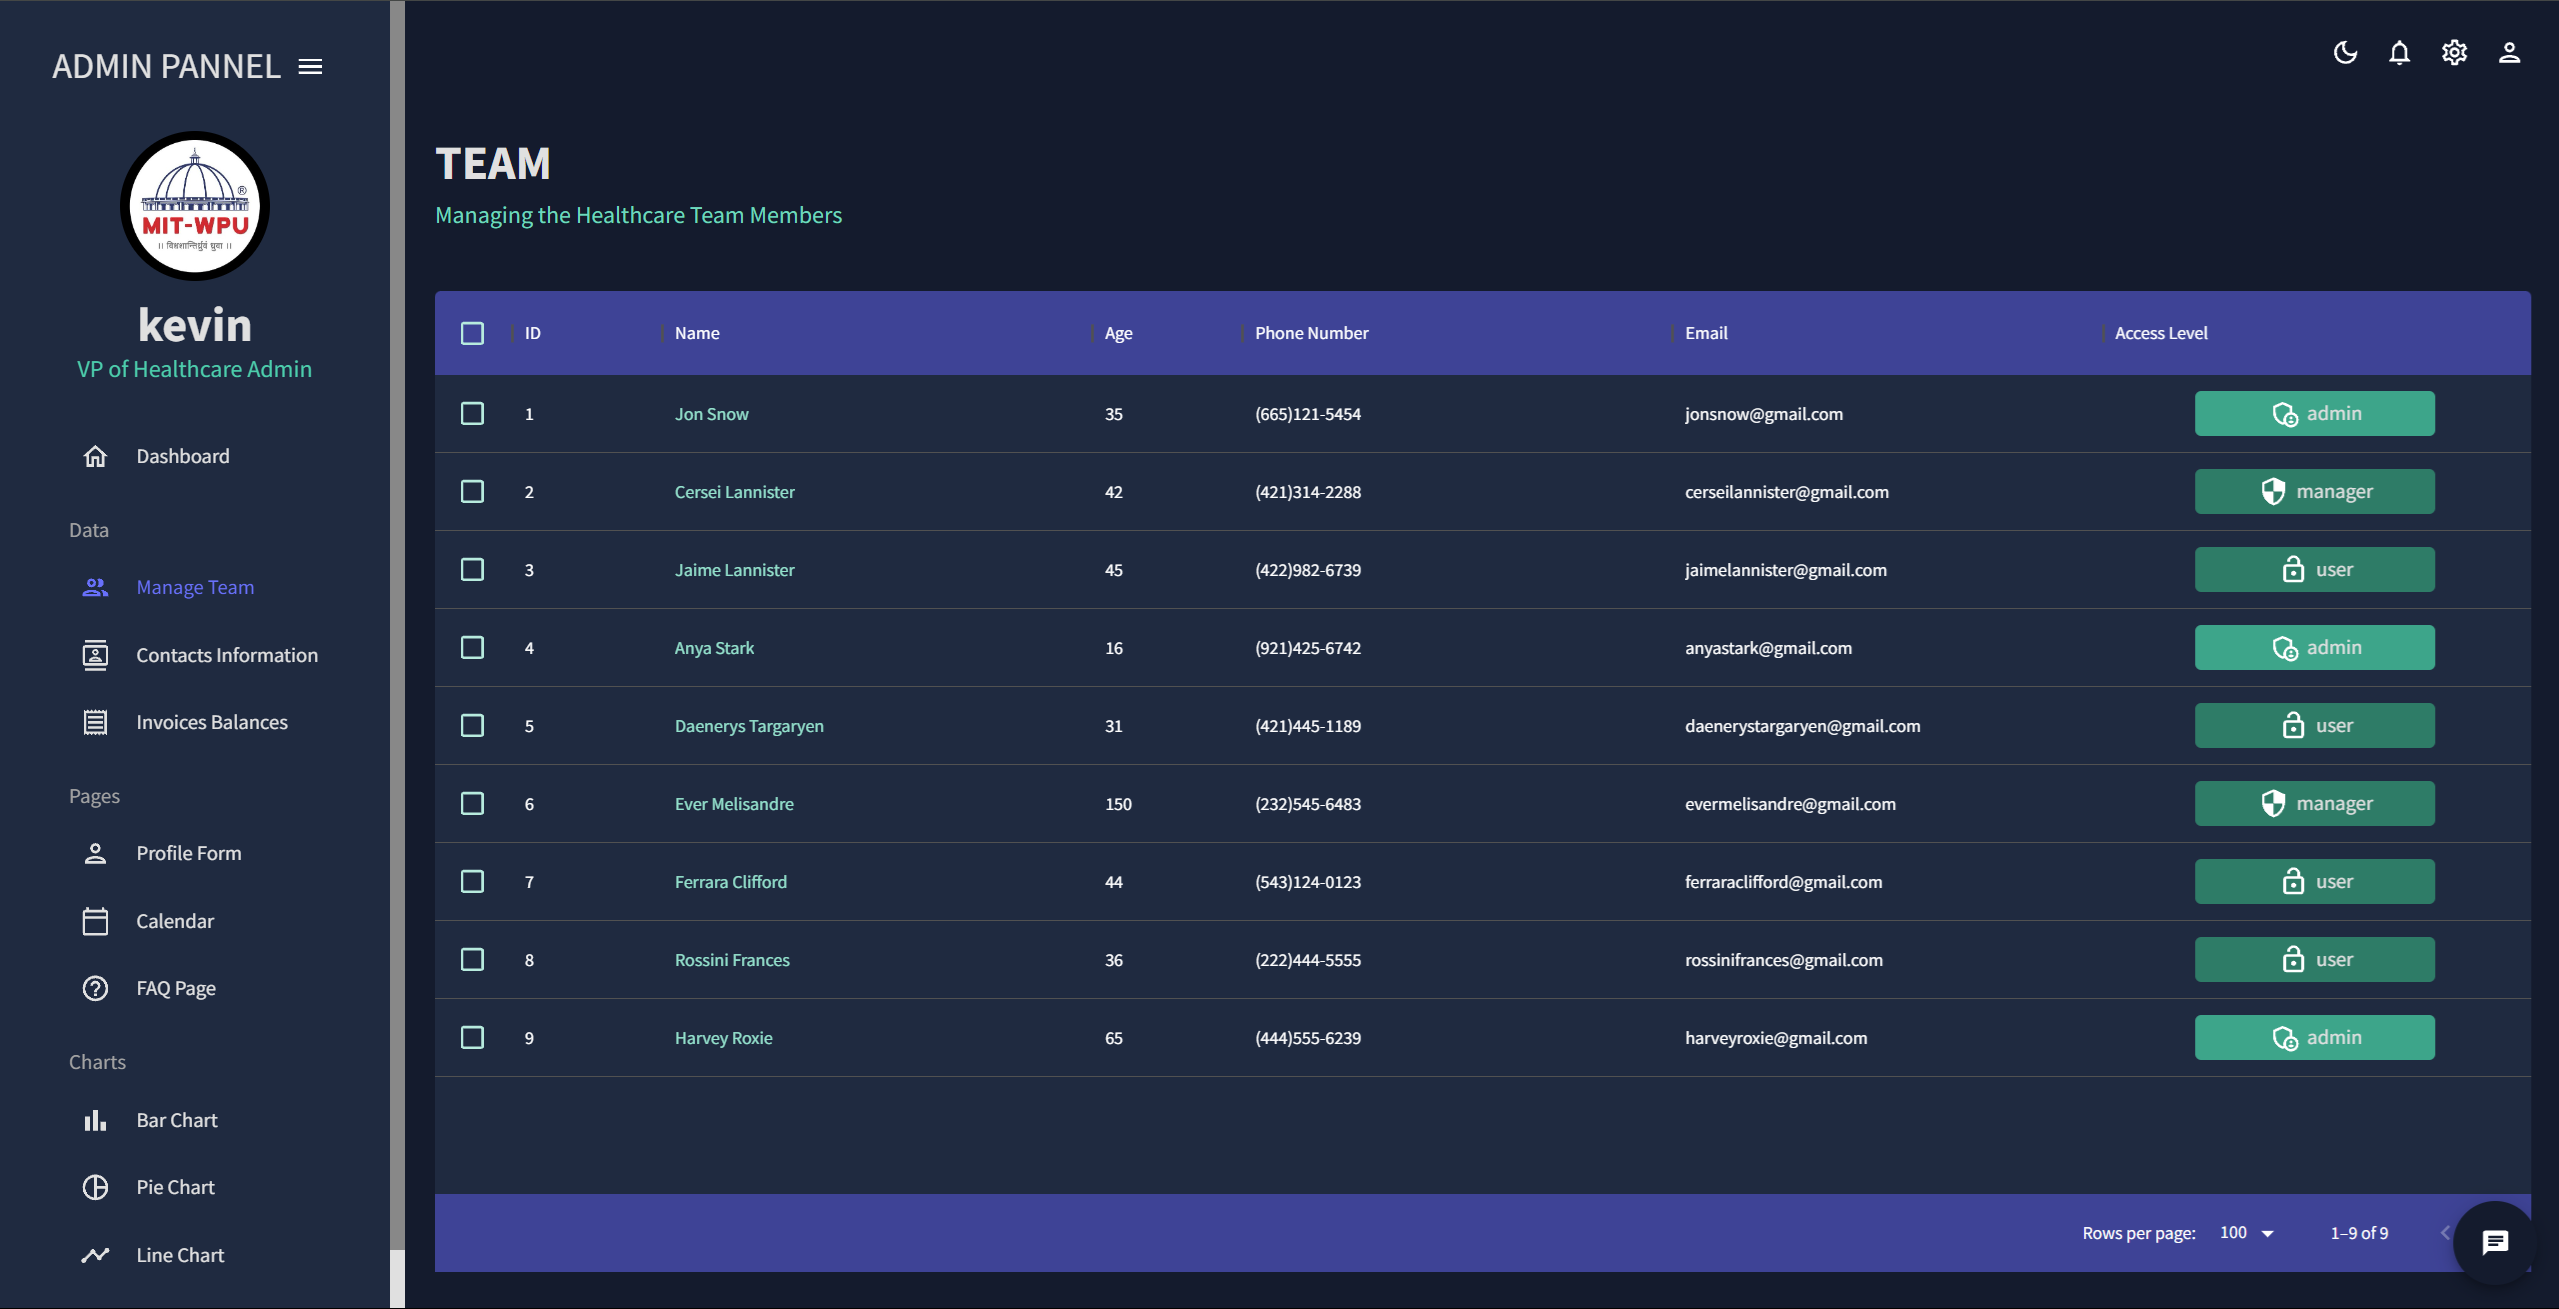 ADMIN PANNEL
MIT-WPU
®
kevin
VP of Healthcare Admin
Dashboard
Data
Manage Team
Contacts Information
Invoices Balances
Pages
Profile Form
Calendar
FAQ Page
Charts
Bar Chart
Pie Chart
Line Chart
TEAM
Managing the Healthcare Team Members
ID Name Age Phone Number Email Access Level
1 Jon Snow 35 (665)121-5454 jonsnow@gmail.com admin
2 Cersei Lannister 42 (421)314-2288 cerseilannister@gmail.com manager
3 Jaime Lannister 45 (422)982-6739 jaimelannister@gmail.com user
4 Anya Stark 16 (921)425-6742 anyastark@gmail.com admin
5 Daenerys Targaryen 31 (421)445-1189 daenerystargaryen@gmail.com user
6 Ever Melisandre 150 (232)545-6483 evermelisandre@gmail.com manager
7 Ferrara Clifford 44 (543)124-0123 ferraraclifford@gmail.com user
8 Rossini Frances 36 (222)444-5555 rossinifrances@gmail.com user
9 Harvey Roxie 65 (444)555-6239 harveyroxie@gmail.com admin
Rows per page: 100 1–9 of 9